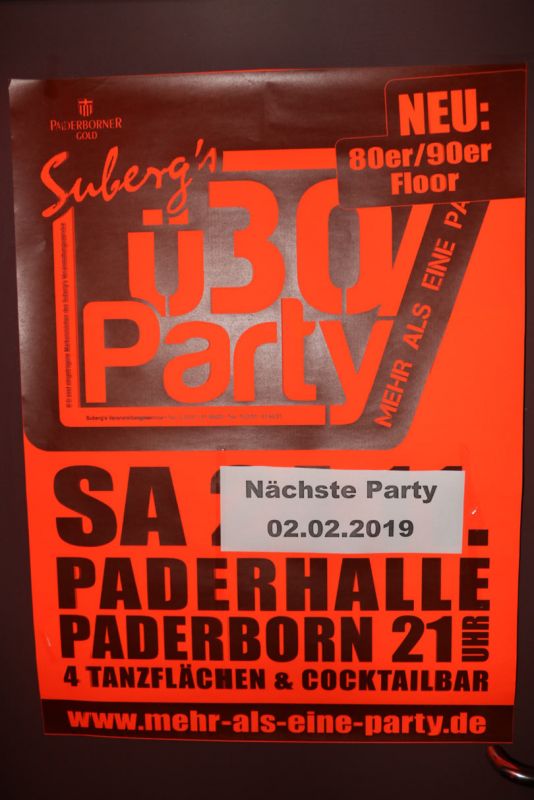 PADERBORNER
GOLD
NEU:
80er/90er
Floor
Suberg's
ü30
Party
MEHR ALS EINE PA
SA
Nächste Party
02.02.2019
PADERHALLE
PADERBORN 21 UHR
4 TANZFLÄCHEN & COCKTAILBAR
www.mehr-als-eine-party.de